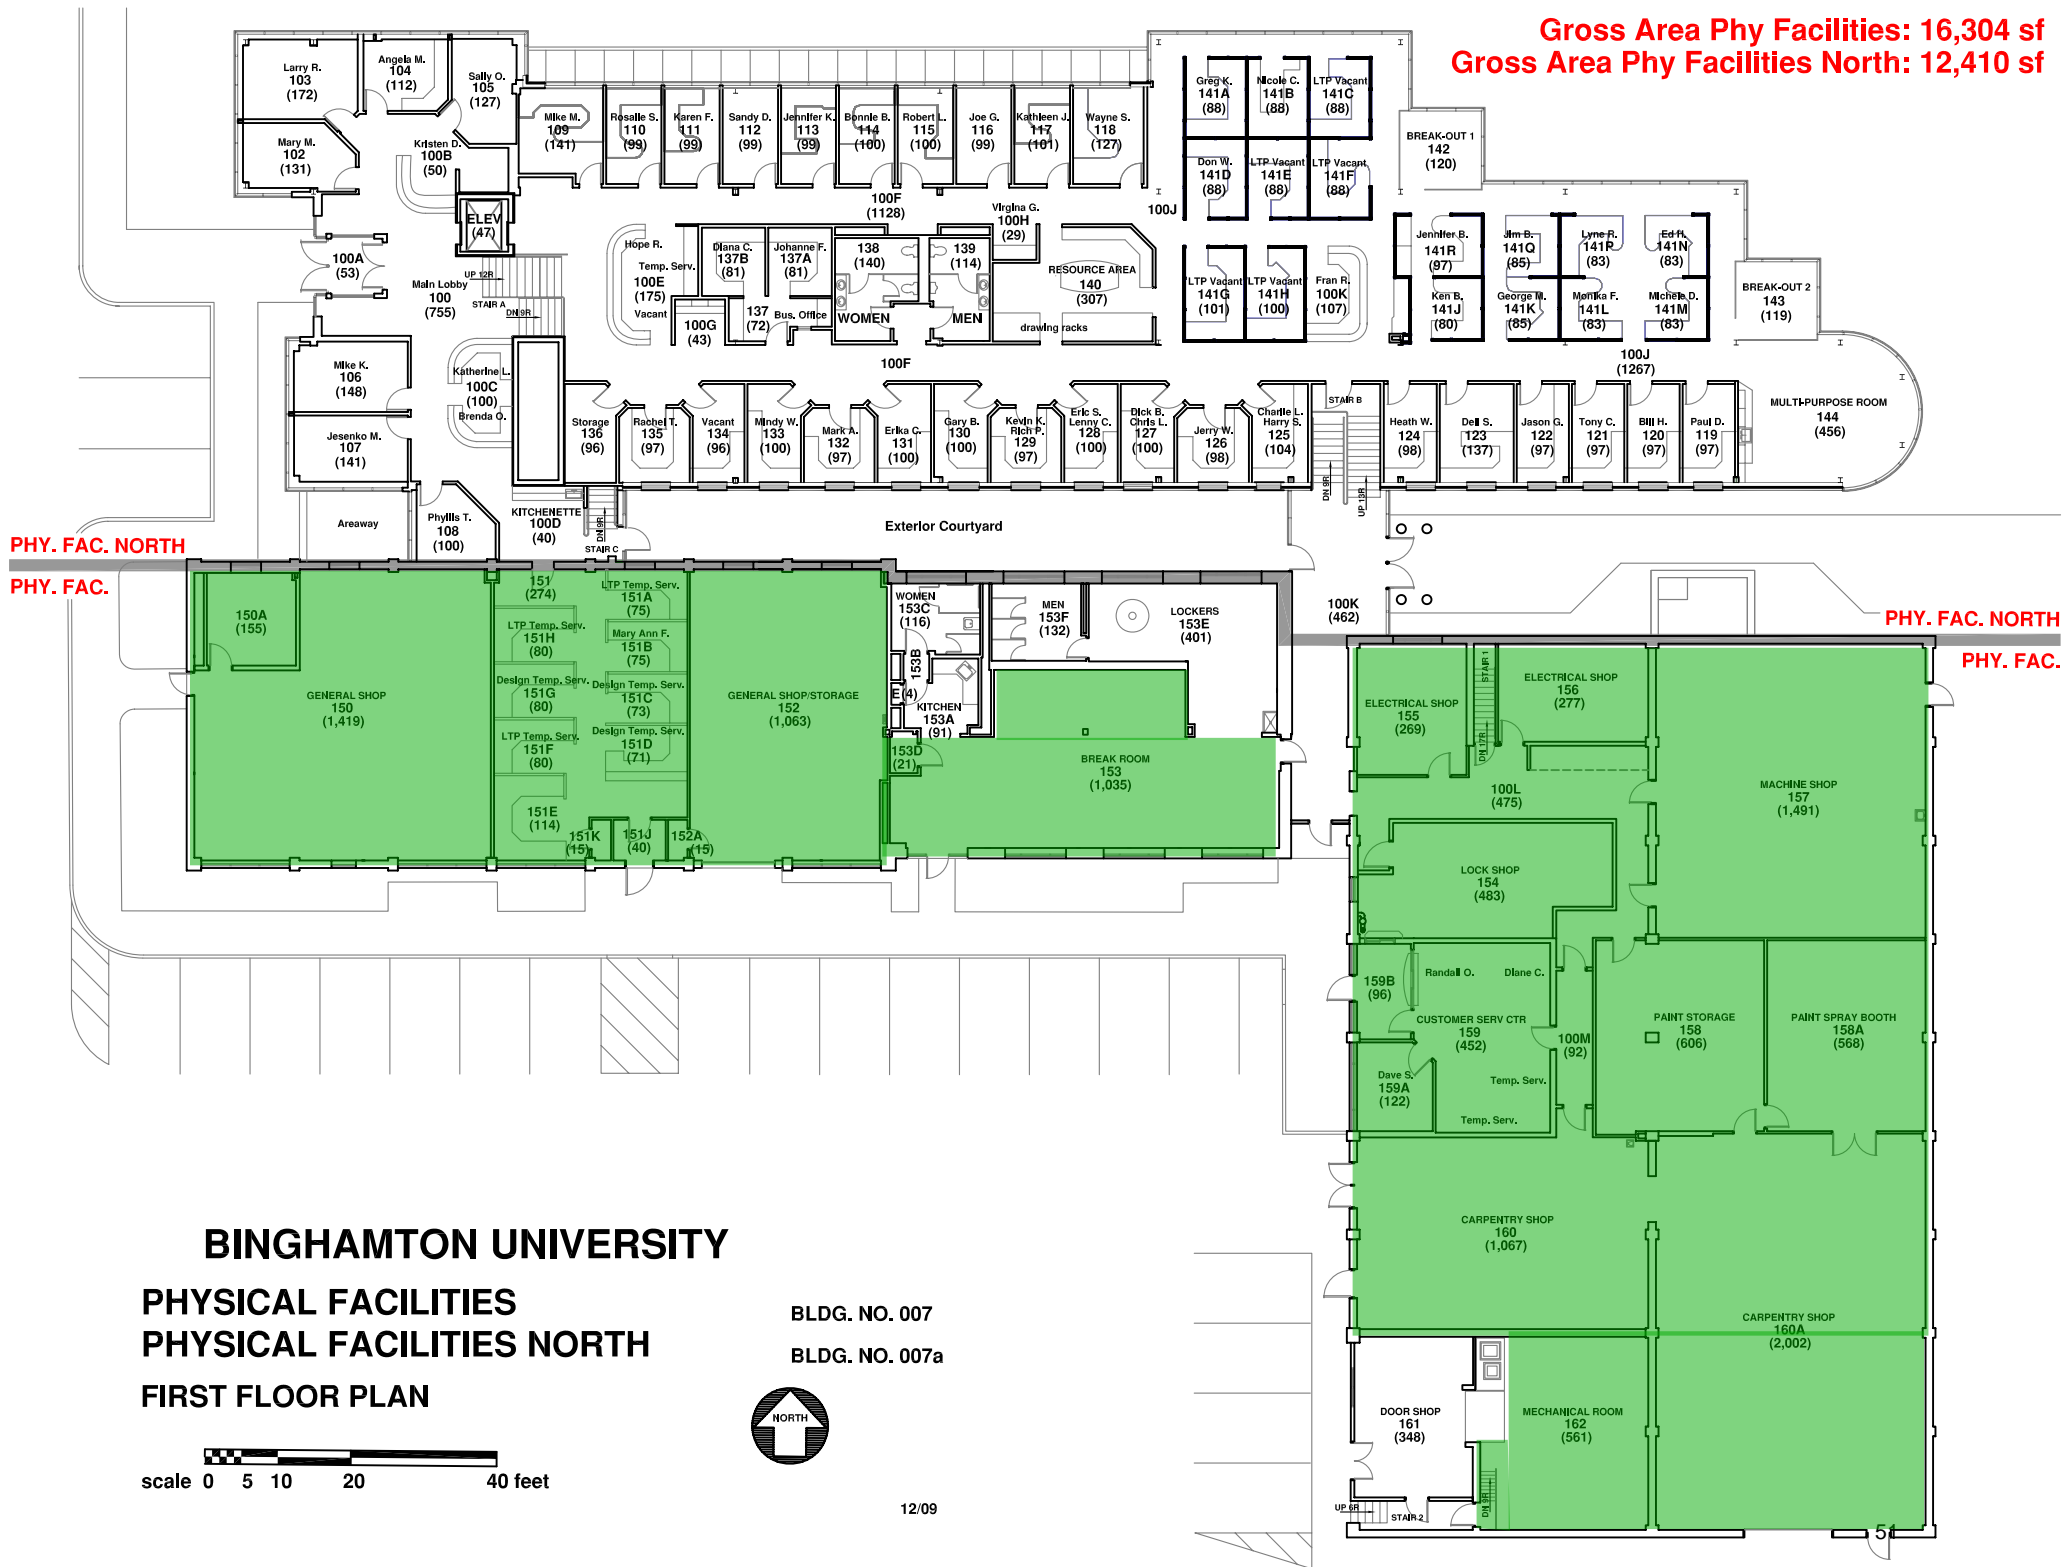 Gross Area Phy Facilities: 16,304 sf
Gross Area Phy Facilities North: 12,410 sf
Larry R.
103
(172)
Angela M.
104
(112)
Sally O.
105
(127)
Mary M.
102
(131)
Kristen D.
100B
(50)
ELEV
(47)
100A
(53)
Main Lobby
100
(755)
UP 12R
STAIR A
DN 9R
Mike M.
109
(141)
Rosalie S.
110
(99)
Karen F.
111
(99)
Sandy D.
112
(99)
Jennifer K.
113
(99)
Bonnie B.
114
(100)
Robert L.
115
(100)
Joe G.
116
(99)
Kathleen J.
117
(101)
Wayne S.
118
(127)
100F
(1128)
Virgina G.
100H
(29)
100J
Greg K.
141A
(88)
Nicole C.
141B
(88)
LTP Vacant
141C
(88)
Don W.
141D
(88)
LTP Vacant
141E
(88)
LTP Vacant
141F
(88)
BREAK-OUT 1
142
(120)
Hope R.
Temp. Serv.
100E
(175)
Vacant
Diana C.
137B
(81)
Johanne F.
137A
(81)
100G
(43)
137
(72)
Bus. Office
138
(140)
WOMEN
139
(114)
MEN
RESOURCE AREA
140
(307)
drawing racks
LTP Vacant
141G
(101)
LTP Vacant
141H
(100)
Fran R.
100K
(107)
Jennifer B.
141R
(97)
Jim B.
141Q
(85)
Lyne R.
141P
(83)
Ed H.
141N
(83)
Ken B.
141J
(80)
George M.
141K
(85)
Monika F.
141L
(83)
Michele D.
141M
(83)
BREAK-OUT 2
143
(119)
100F
100J
(1267)
Mike K.
106
(148)
Katherine L.
100C
(100)
Brenda O.
Jesenko M.
107
(141)
Storage
136
(96)
Rachel T.
135
(97)
Vacant
134
(96)
Mindy W.
133
(100)
Mark A.
132
(97)
Erika C.
131
(100)
Gary B.
130
(100)
Kevin K.
Rich P.
129
(97)
Eric S.
Lenny C.
128
(100)
Dick B.
Chris L.
127
(100)
Jerry W.
126
(98)
Charlie L.
Harry S.
125
(104)
STAIR B
DN 9R
UP 13R
Heath W.
124
(98)
Dell S.
123
(137)
Jason G.
122
(97)
Tony C.
121
(97)
Bill H.
120
(97)
Paul D.
119
(97)
MULTI-PURPOSE ROOM
144
(456)
Areaway
Phyllis T.
108
(100)
KITCHENETTE
100D
(40)
DN 9R
STAIR C
Exterior Courtyard
PHY. FAC. NORTH
PHY. FAC.
150A
(155)
GENERAL SHOP
150
(1,419)
151
(274)
LTP Temp. Serv.
151A
(75)
LTP Temp. Serv.
151H
(80)
Mary Ann F.
151B
(75)
Design Temp. Serv.
151G
(80)
Design Temp. Serv.
151C
(73)
LTP Temp. Serv.
151F
(80)
Design Temp. Serv.
151D
(71)
151E
(114)
151K
(15)
151J
(40)
152A
(15)
GENERAL SHOP/STORAGE
152
(1,063)
WOMEN
153C
(116)
153B
E(4)
KITCHEN
153A
(91)
153D
(21)
MEN
153F
(132)
LOCKERS
153E
(401)
BREAK ROOM
153
(1,035)
100K
(462)
PHY. FAC. NORTH
PHY. FAC.
ELECTRICAL SHOP
155
(269)
STAIR 1
DN 17R
ELECTRICAL SHOP
156
(277)
100L
(475)
MACHINE SHOP
157
(1,491)
LOCK SHOP
154
(483)
159B
(96)
Randall O.
Diane C.
CUSTOMER SERV CTR
159
(452)
Dave S.
159A
(122)
Temp. Serv.
Temp. Serv.
100M
(92)
PAINT STORAGE
158
(606)
PAINT SPRAY BOOTH
158A
(568)
CARPENTRY SHOP
160
(1,067)
CARPENTRY SHOP
160A
(2,002)
DOOR SHOP
161
(348)
MECHANICAL ROOM
162
(561)
UP 6R
STAIR 2
DN 9R
51
BINGHAMTON UNIVERSITY
PHYSICAL FACILITIES
PHYSICAL FACILITIES NORTH
FIRST FLOOR PLAN
BLDG. NO. 007
BLDG. NO. 007a
NORTH
scale 0 5 10 20 40 feet
12/09